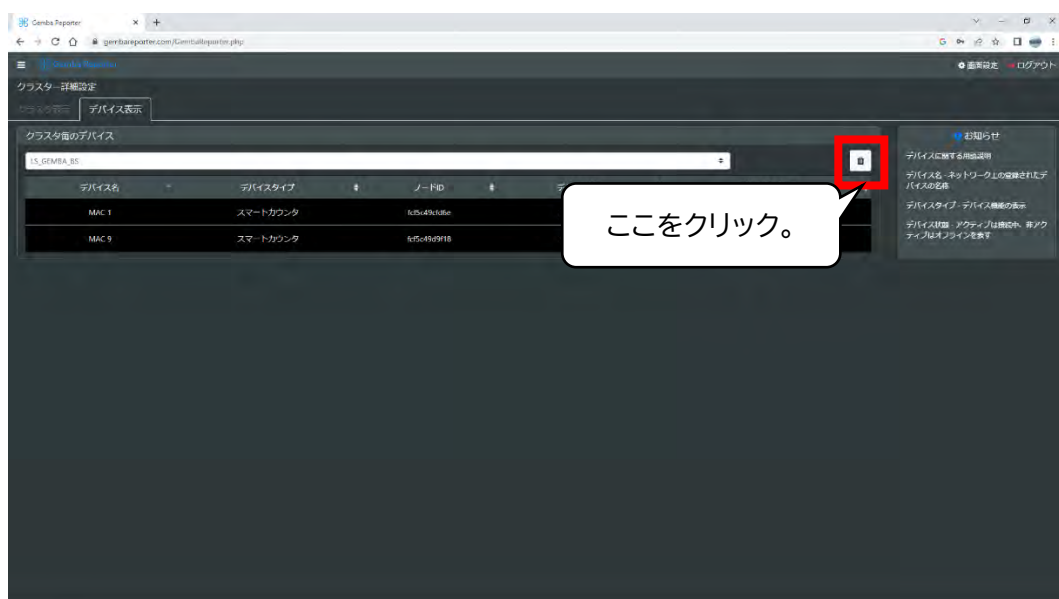 Gemba Reporter
gembareporter.com/GembaReporter.php
Gemba Reporter
画面設定
ログアウト
クラスター詳細設定
クラスタ表示
デバイス表示
クラスタ毎のデバイス
LS_GEMBA_BS
デバイス名
デバイスタイプ
ノードID
MAC 1
スマートカウンタ
fcf5c49cfd6e
MAC 9
スマートカウンタ
fcf5c49d9f18
ここをクリック。
お知らせ
デバイスに関する用語説明
デバイス名 - ネットワーク上の登録されたデ
バイスの名称
デバイスタイプ - デバイス機能の表示
デバイス状態 - アクティブは接続中、非アク
ティブはオフラインを表す